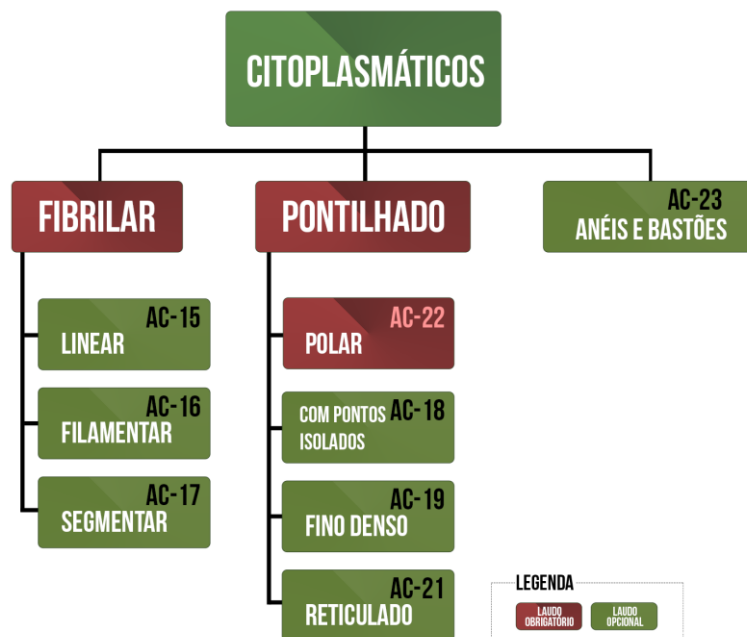 CITOPLASMÁTICOS
FIBRILAR
PONTILHADO
AC-23
ANÉIS E BASTÕES
AC-15
LINEAR
AC-16
FILAMENTAR
AC-17
SEGMENTAR
AC-22
POLAR
COM PONTOS AC-18
ISOLADOS
AC-19
FINO DENSO
AC-21
RETICULADO
LEGENDA
LAUDO
OBRIGATÓRIO
LAUDO
OPCIONAL